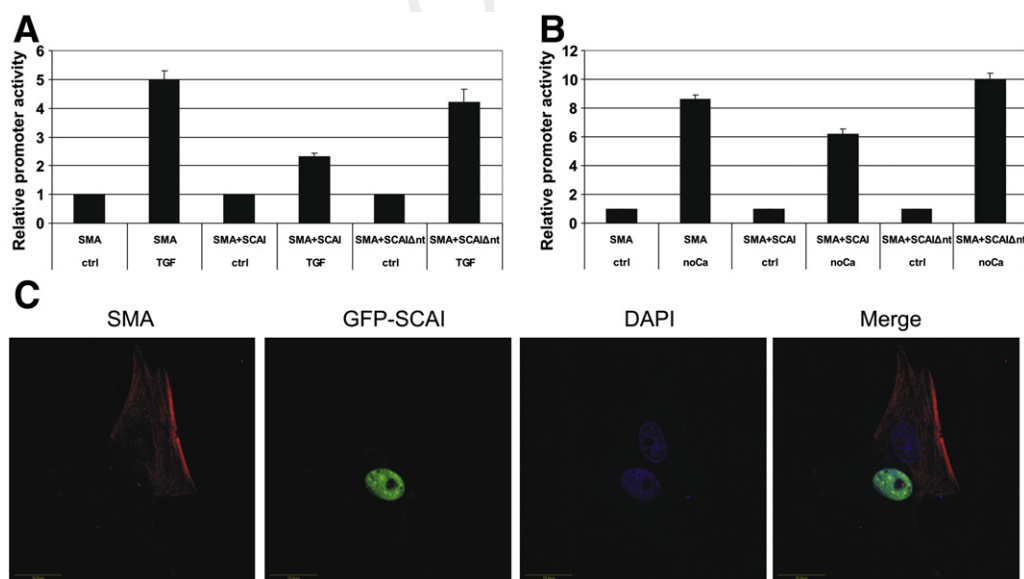 A
Relative promoter activity
6
5
4
3
2
1
0
SMA SMA SMA+SCAI SMA+SCAI SMA+SCAIΔnt SMA+SCAIΔnt
ctrl TGF ctrl TGF ctrl TGF
B
Relative promoter activity
12
10
8
6
4
2
0
SMA SMA SMA+SCAI SMA+SCAI SMA+SCAIΔnt SMA+SCAIΔnt
ctrl noCa ctrl noCa ctrl noCa
C
SMA GFP-SCAI DAPI Merge